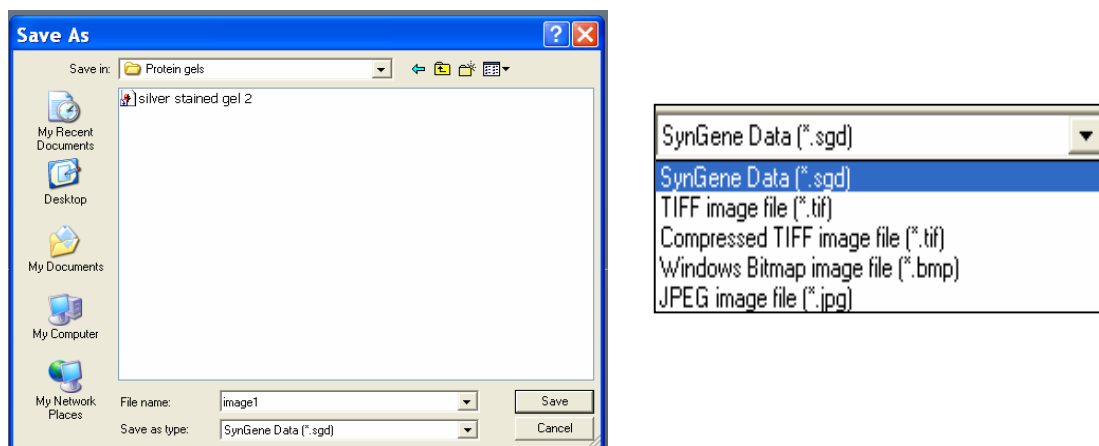 Save As
Save in:
Protein gels
silver stained gel 2
My Recent
Documents
Desktop
My Documents
My Computer
My Network
Places
File name:
image1
Save
Save as type:
SynGene Data (*.sgd)
Cancel
SynGene Data (*.sgd)
SynGene Data (*.sgd)
TIFF image file (*.tif)
Compressed TIFF image file (*.tif)
Windows Bitmap image file (*.bmp)
JPEG image file (*.jpg)